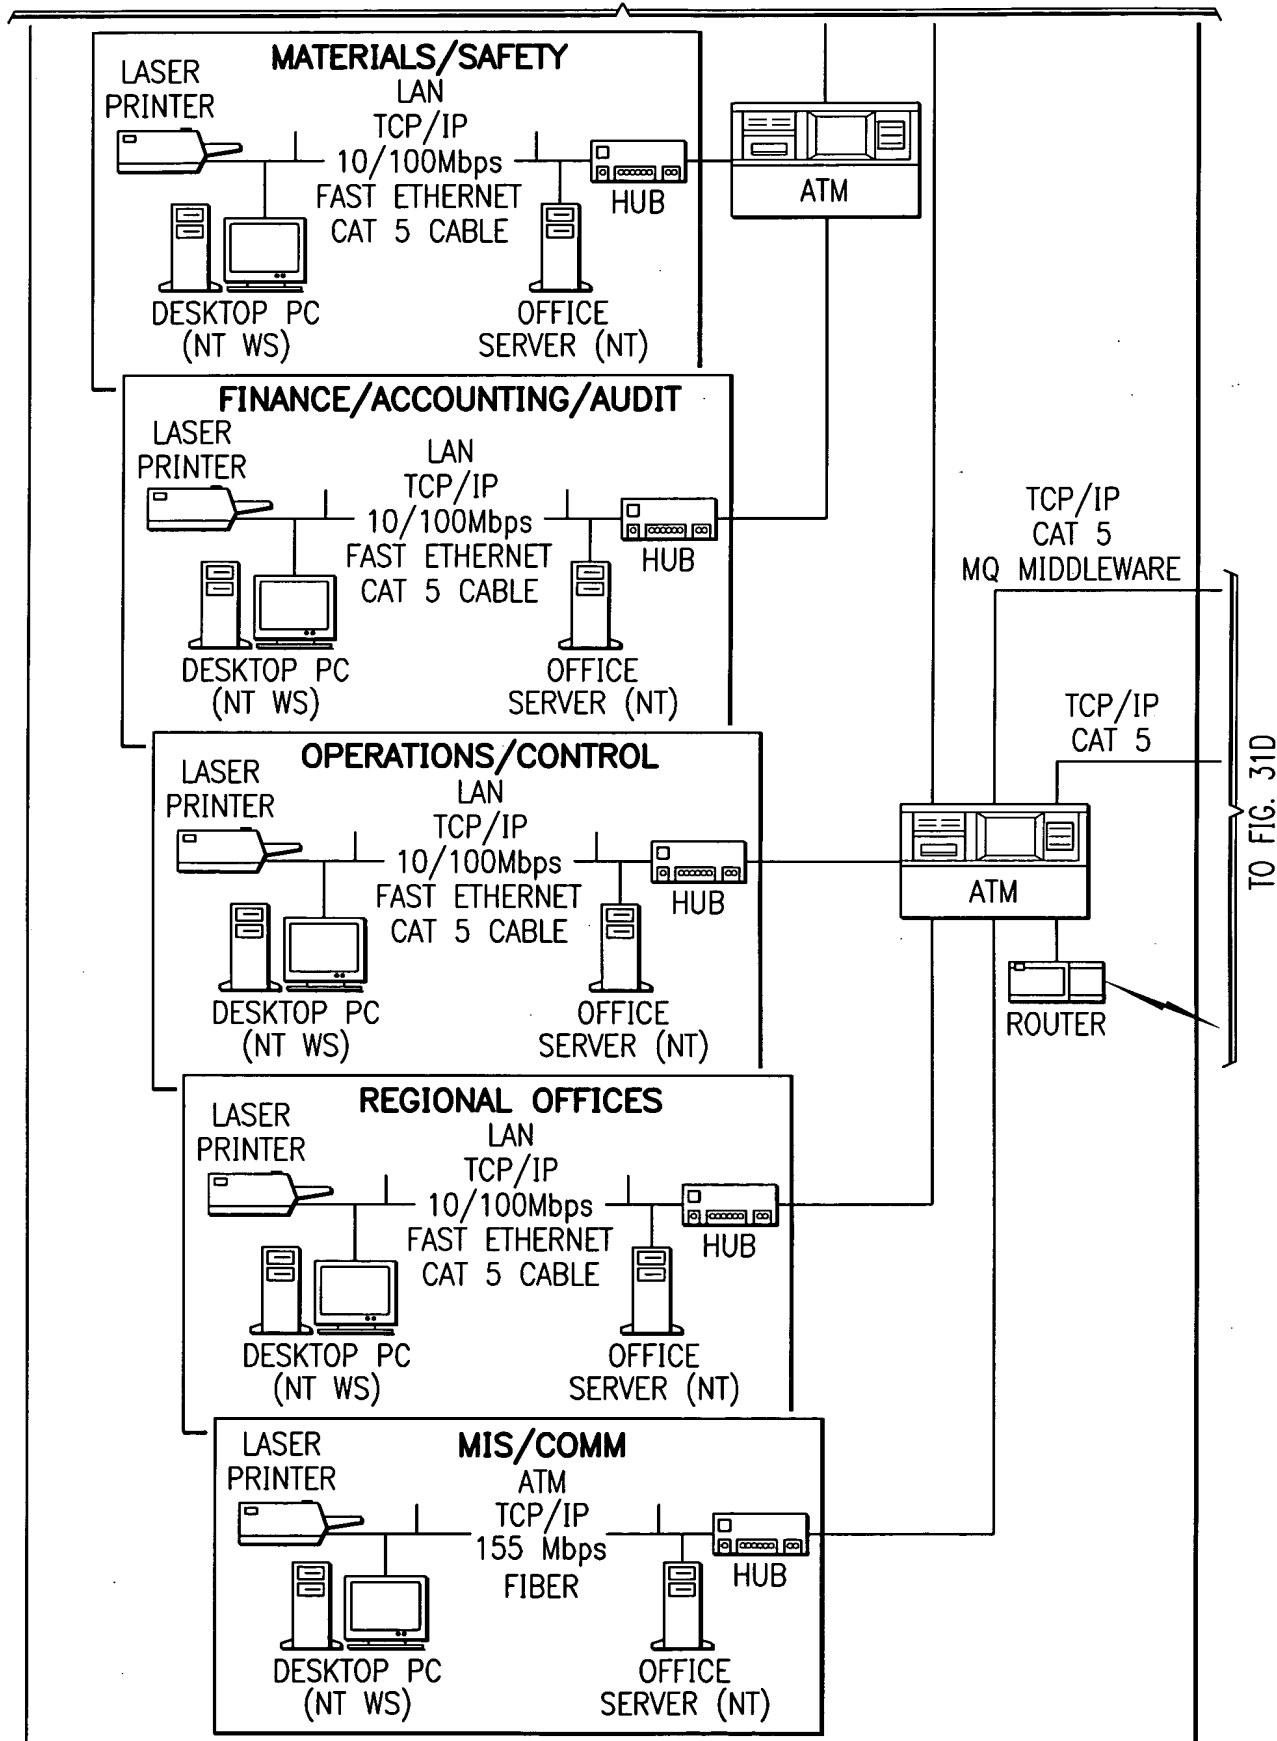 MATERIALS/SAFETY
LASER
PRINTER
LAN
TCP/IP
10/100Mbps
FAST ETHERNET
CAT 5 CABLE
HUB
ATM
DESKTOP PC
(NT WS)
OFFICE
SERVER (NT)
FINANCE/ACCOUNTING/AUDIT
LASER
PRINTER
LAN
TCP/IP
10/100Mbps
FAST ETHERNET
CAT 5 CABLE
HUB
DESKTOP PC
(NT WS)
OFFICE
SERVER (NT)
TCP/IP
CAT 5
MQ MIDDLEWARE
TCP/IP
CAT 5
TO FIG. 31D
OPERATIONS/CONTROL
LASER
PRINTER
LAN
TCP/IP
10/100Mbps
FAST ETHERNET
CAT 5 CABLE
HUB
ATM
DESKTOP PC
(NT WS)
OFFICE
SERVER (NT)
ROUTER
REGIONAL OFFICES
LASER
PRINTER
LAN
TCP/IP
10/100Mbps
FAST ETHERNET
CAT 5 CABLE
HUB
DESKTOP PC
(NT WS)
OFFICE
SERVER (NT)
MIS/COMM
LASER
PRINTER
ATM
TCP/IP
155 Mbps
FIBER
HUB
DESKTOP PC
(NT WS)
OFFICE
SERVER (NT)